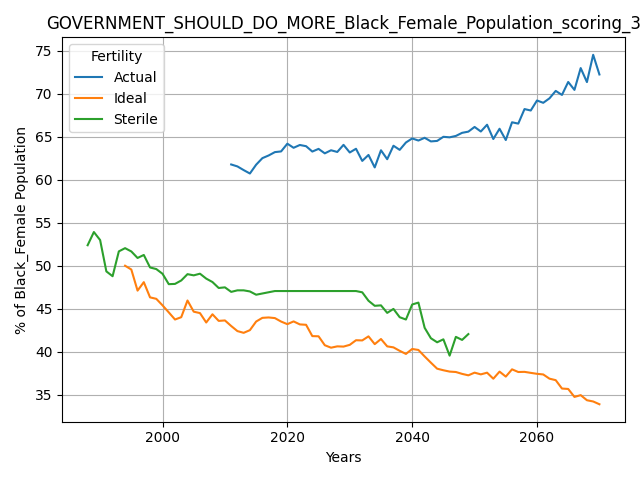 GOVERNMENT_SHOULD_DO_MORE_Black_Female_Population_scoring_3
Fertility
Actual
Ideal
Sterile
% of Black_Female Population
75
70
65
60
55
50
45
40
35
2000
2020
2040
2060
Years